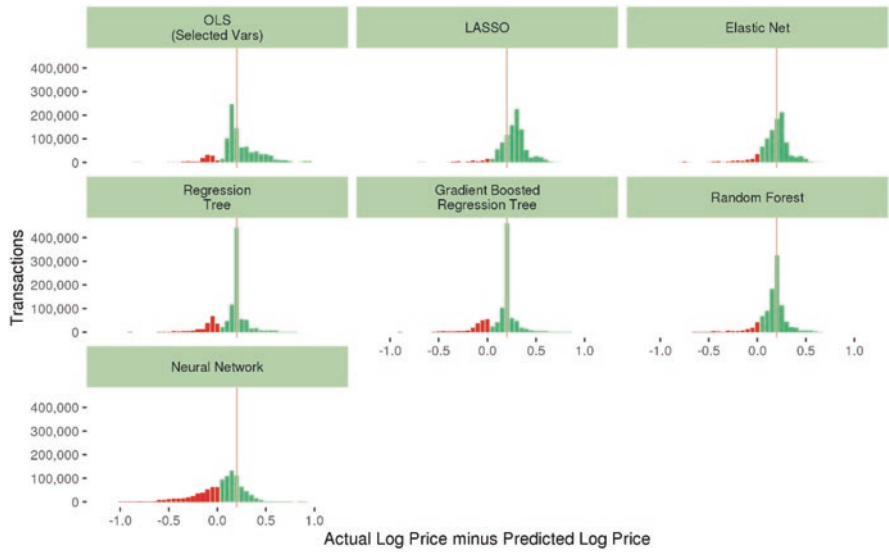 OLS
(Selected Vars)
LASSO
Elastic Net
400,000
300,000
200,000
100,000
0
Regression
Tree
Gradient Boosted
Regression Tree
Random Forest
400,000
300,000
200,000
100,000
0
-1.0 -0.5 0.0 0.5 1.0
-1.0 -0.5 0.0 0.5 1.0
Neural Network
400,000
300,000
200,000
100,000
0
-1.0 -0.5 0.0 0.5 1.0
Transactions
Actual Log Price minus Predicted Log Price